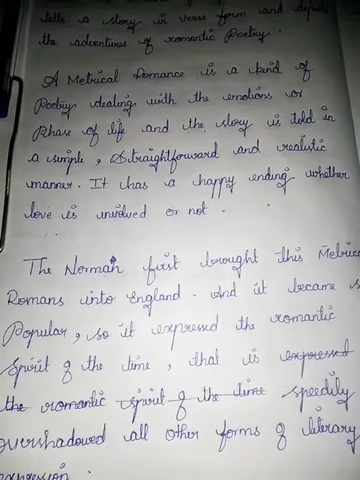 tells a story in verse form and
the adventures of romantic Poetry.
A Metrical Romance is a kind of
Poetry dealing with the emotions or
Phase of life and the story is told in
a simple, straightforward and realistic
manner. It has a happy ending whether
love is involved or not.
The Norman first brought this Metrical
Romans into England. And it became
Popular, so it expressed the romantic
spirit of the time, that is expressed
the romantic spirit of the time speedily
overshadowed all other forms of literary
expression.